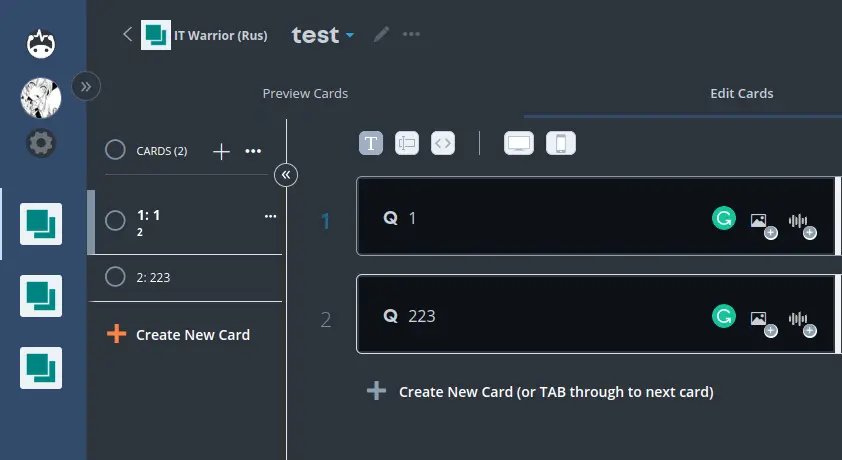 IT Warrior (Rus)
test
Preview Cards
Edit Cards
CARDS (2)
T
1: 1
2
2: 223
Create New Card
1
Q 1
2
Q 223
Create New Card (or TAB through to next card)